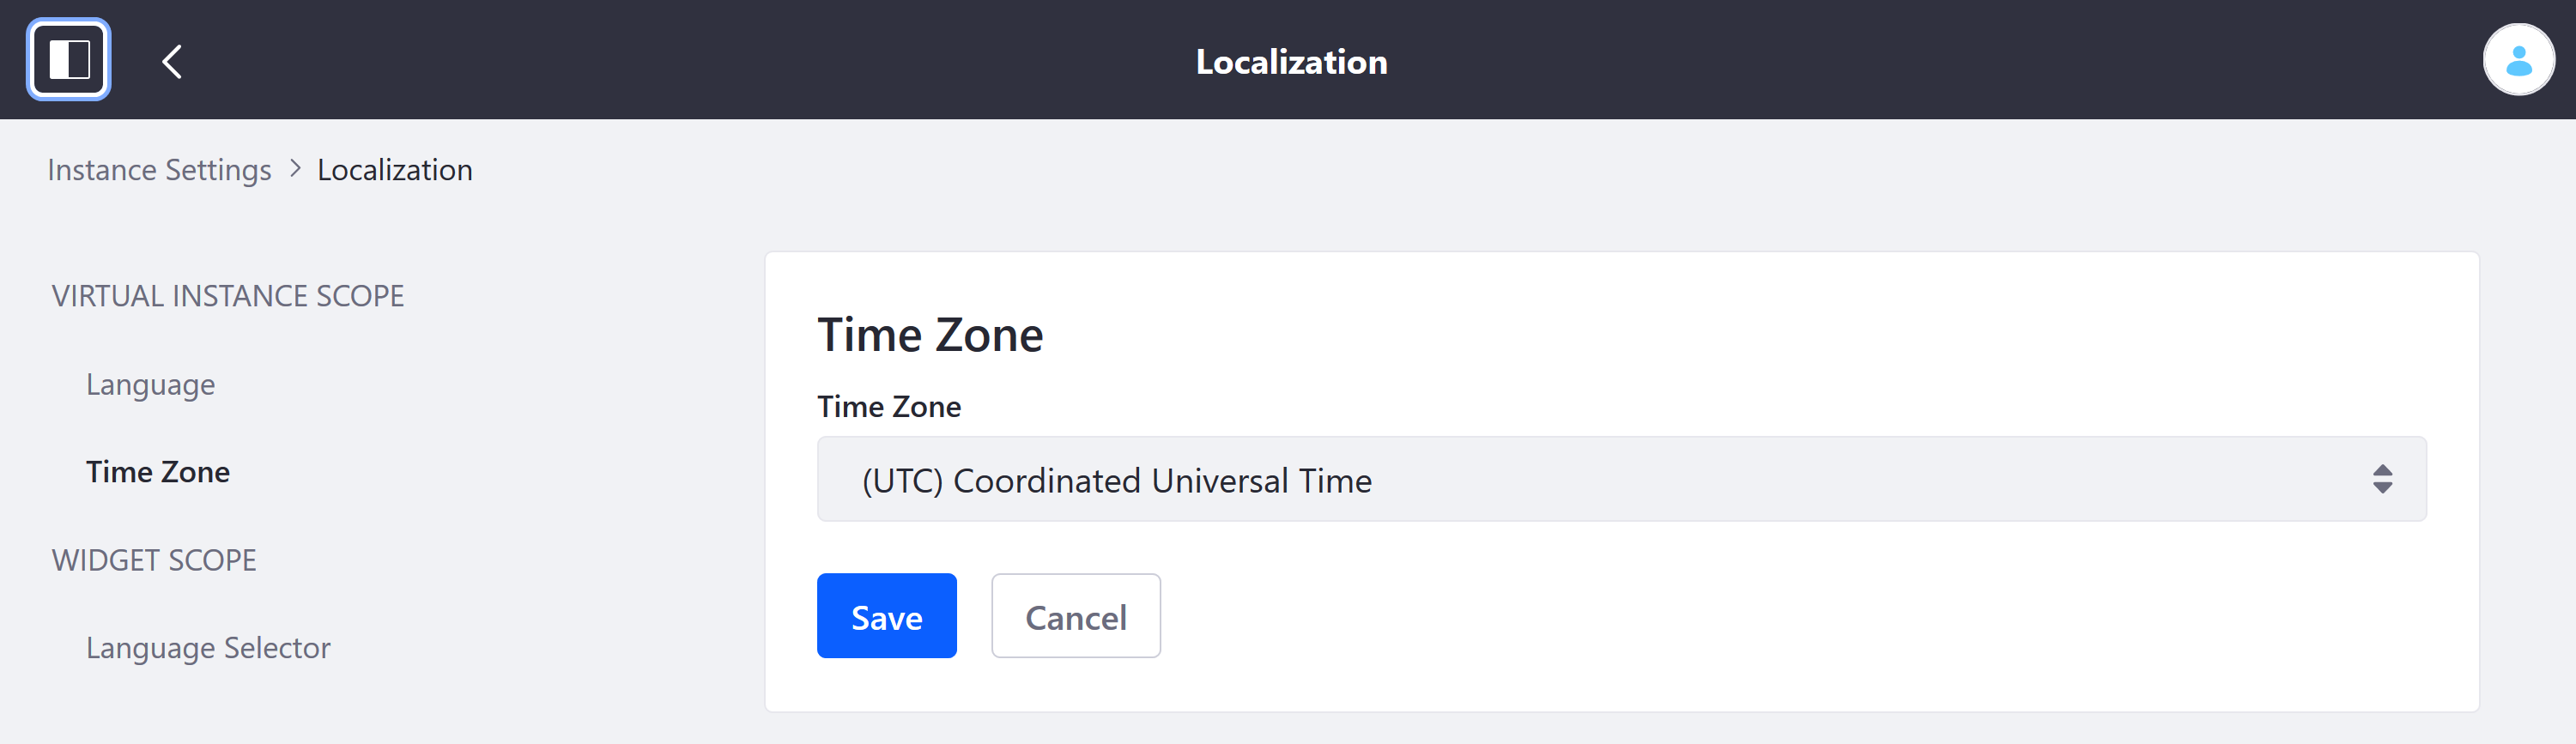 Localization
Instance Settings > Localization
VIRTUAL INSTANCE SCOPE
Language
Time Zone
WIDGET SCOPE
Language Selector
Time Zone
Time Zone
(UTC) Coordinated Universal Time
Save Cancel